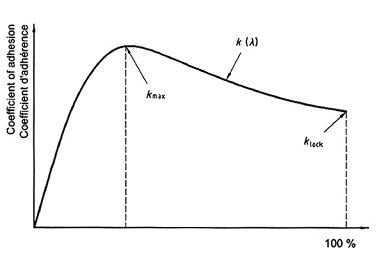 Coefficient of adhesion
Coefficient d'adhérence
k (λ)
kmax
klock
100 %